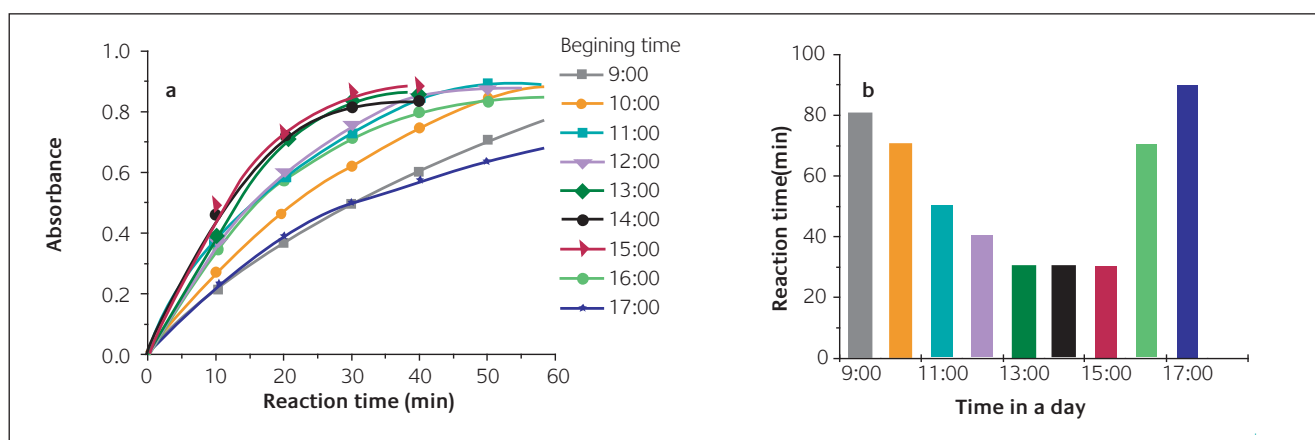 a
Absorbance
1.0
0.8
0.6
0.4
0.2
0.0
0 10 20 30 40 50 60
Reaction time (min)
Begining time
9:00
10:00
11:00
12:00
13:00
14:00
15:00
16:00
17:00
b
Reaction time(min)
100
80
60
40
20
0
9:00 11:00 13:00 15:00 17:00
Time in a day